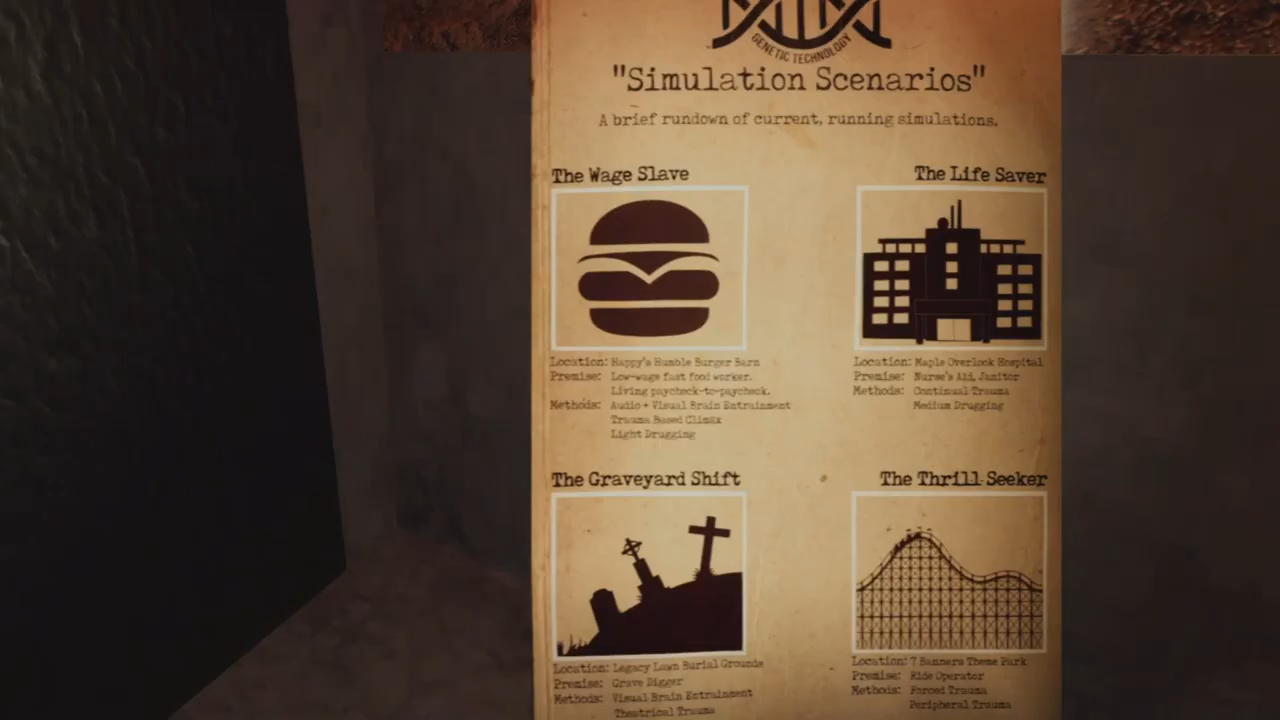 GENETIC TECHNOLOGY
"Simulation Scenarios"
A brief rundown of current, running simulations.
The Wage Slave
Location: Happy's Humble Burger Barn
Premise: Low-wage fast food worker.
Living paycheck-to-paycheck.
Methods: Audio + Visual Brain Entrainment
Trauma Based Climax
Light Drugging
The Life Saver
Location: Maple Overlook Hospital
Premise: Nurse's Aid, Janitor
Methods: Continual Trauma
Medium Drugging
The Graveyard Shift
Location: Legacy Lawn Burial Grounds
Premise: Grave Digger
Methods: Visual Brain Entrainment
Theatrical Trauma
The Thrill Seeker
Location: 7 Banners Theme Park
Premise: Ride Operator
Methods: Forced Trauma
Peripheral Trauma